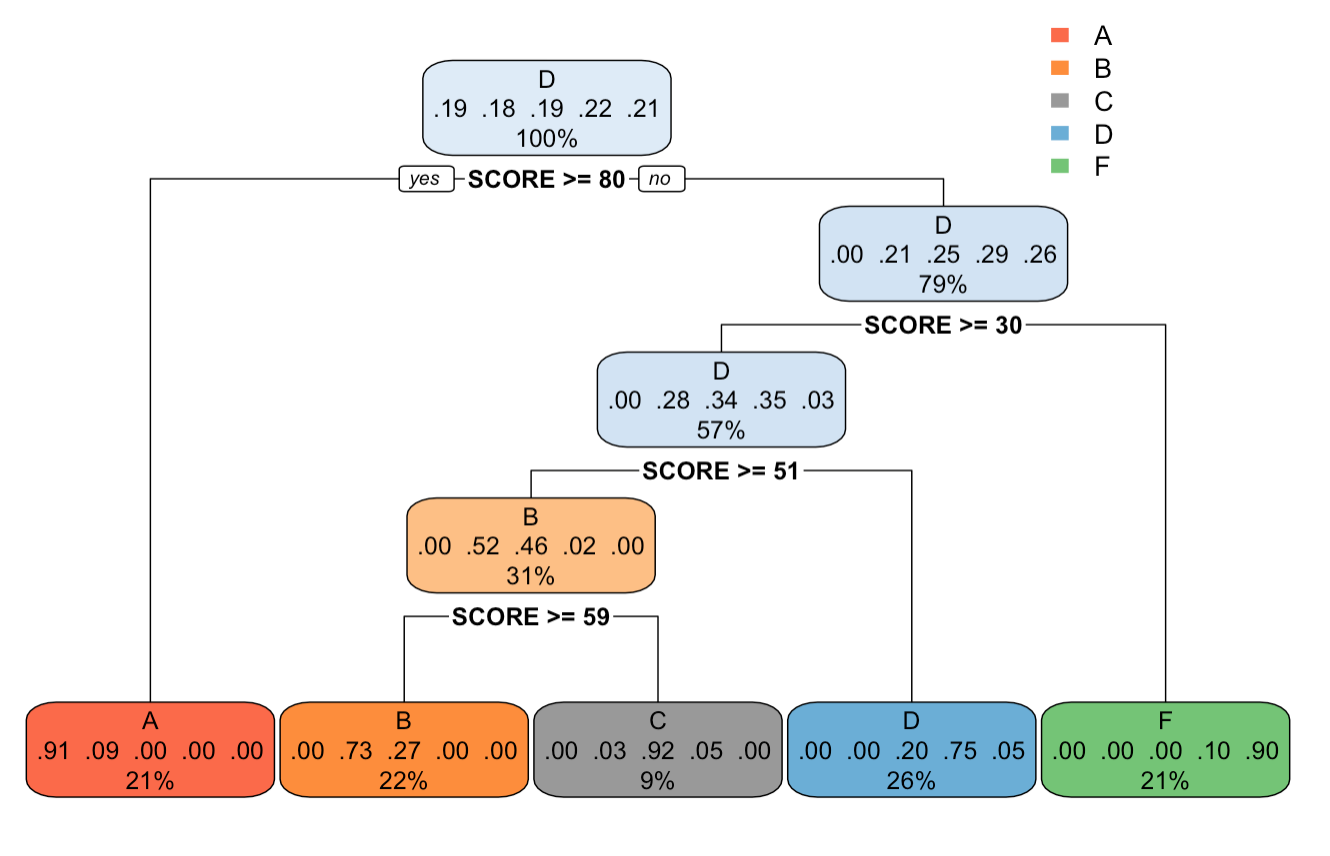 A
B
C
D
F
D
.19 .18 .19 .22 .21
100%
yes SCORE >= 80 no
D
.00 .21 .25 .29 .26
79%
SCORE >= 30
D
.00 .28 .34 .35 .03
57%
SCORE >= 51
B
.00 .52 .46 .02 .00
31%
SCORE >= 59
A
.91 .09 .00 .00 .00
21%
B
.00 .73 .27 .00 .00
22%
C
.00 .03 .92 .05 .00
9%
D
.00 .00 .20 .75 .05
26%
F
.00 .00 .00 .10 .90
21%